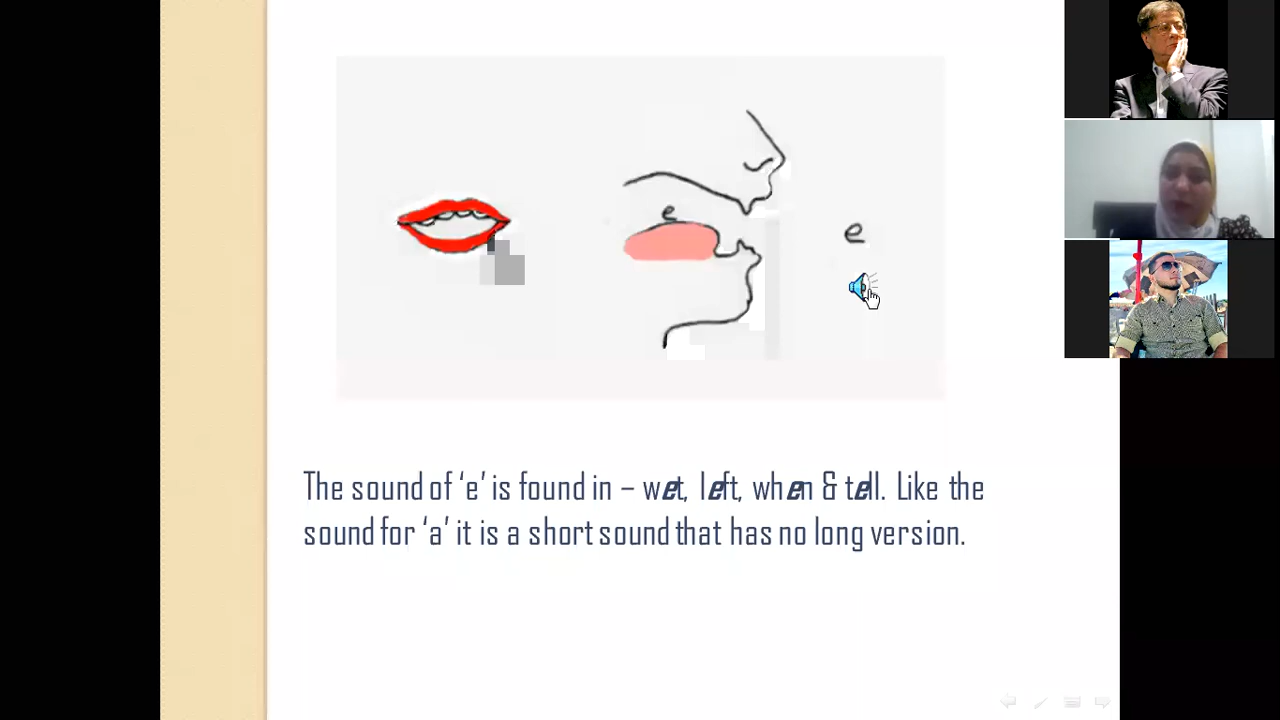 e
e
The sound of ‘e’ is found in – wet, left, when & tell. Like the
sound for ‘a’ it is a short sound that has no long version.